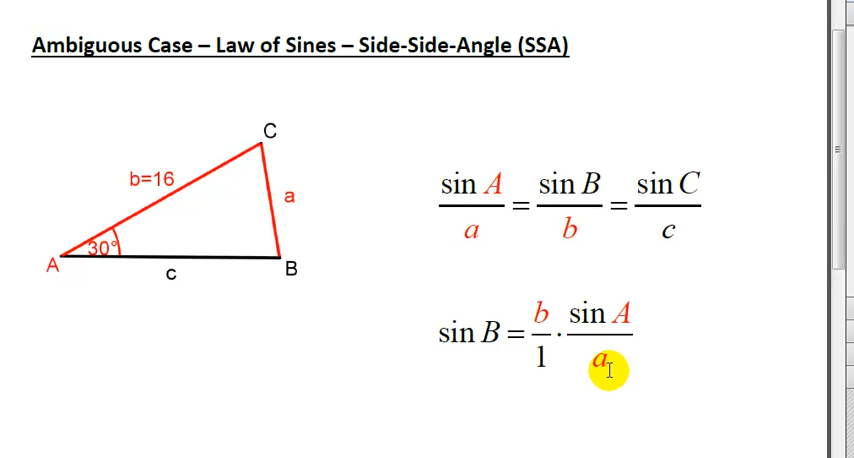 Ambiguous Case – Law of Sines – Side-Side-Angle (SSA)
C
b=16
a
30°
A
B
c
sin A / a = sin B / b = sin C / c
sin B = b / 1 · sin A / a